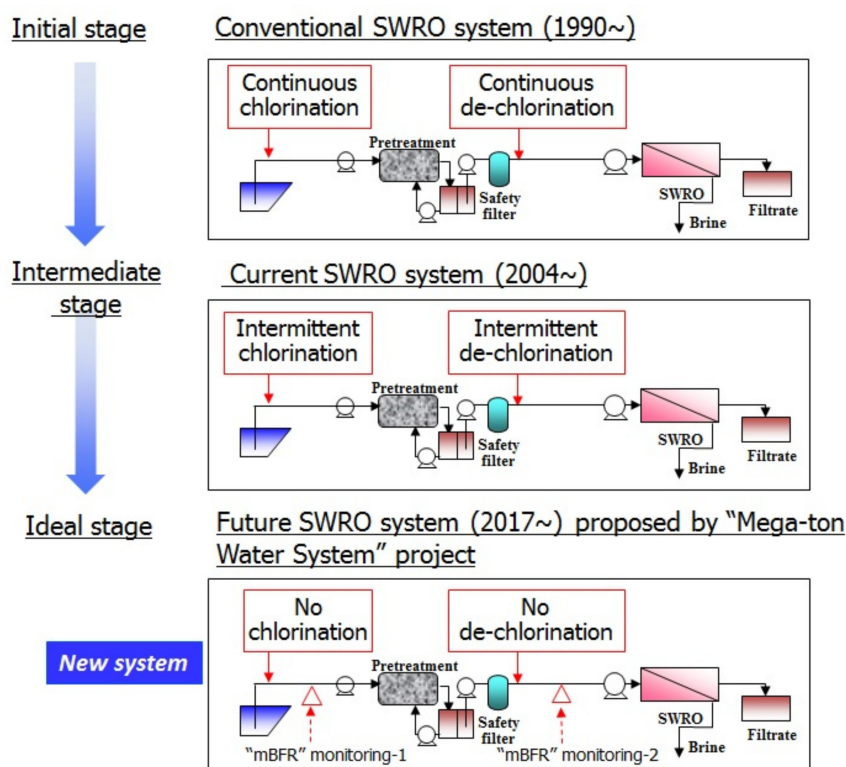 Initial stage
Conventional SWRO system (1990~)
Continuous
chlorination
Continuous
de-chlorination
Pretreatment
Safety
filter
SWRO
Brine
Filtrate
Intermediate
stage
Current SWRO system (2004~)
Intermittent
chlorination
Intermittent
de-chlorination
Pretreatment
Safety
filter
SWRO
Brine
Filtrate
Ideal stage
Future SWRO system (2017~) proposed by “Mega-ton
Water System” project
No
chlorination
No
de-chlorination
New system
Pretreatment
Safety
filter
SWRO
Brine
Filtrate
“mBFR” monitoring-1
“mBFR” monitoring-2